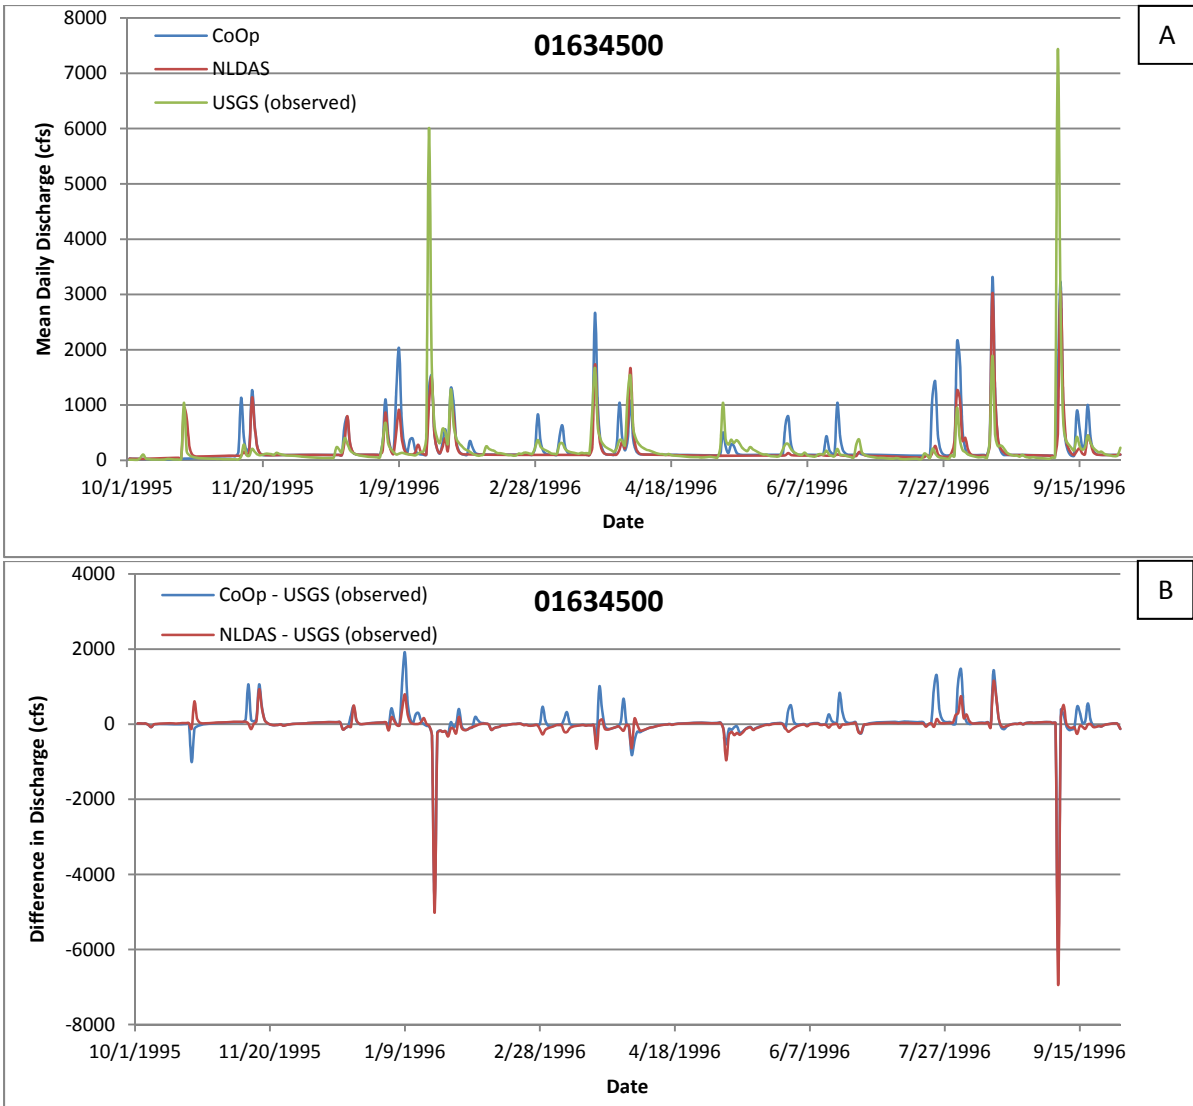 A
01634500
CoOp
NLDAS
USGS (observed)
Mean Daily Discharge (cfs)
8000
7000
6000
5000
4000
3000
2000
1000
0
10/1/1995 11/20/1995 1/9/1996 2/28/1996 4/18/1996 6/7/1996 7/27/1996 9/15/1996
Date
B
01634500
CoOp - USGS (observed)
NLDAS - USGS (observed)
Difference in Discharge (cfs)
4000
2000
0
-2000
-4000
-6000
-8000
10/1/1995 11/20/1995 1/9/1996 2/28/1996 4/18/1996 6/7/1996 7/27/1996 9/15/1996
Date